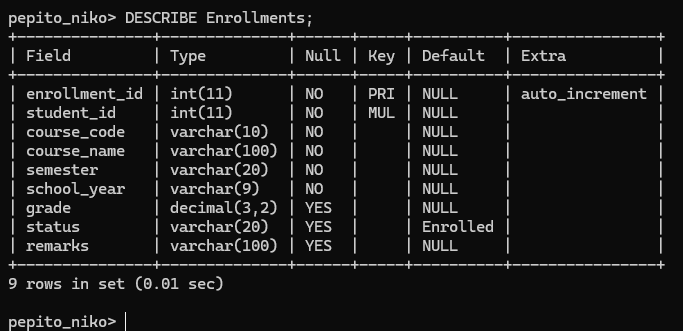 pepito_niko> DESCRIBE Enrollments;
+---------------+--------------+------+-----+----------+----------------+
| Field         | Type         | Null | Key | Default  | Extra          |
+---------------+--------------+------+-----+----------+----------------+
| enrollment_id | int(11)      | NO   | PRI | NULL     | auto_increment |
| student_id    | int(11)      | NO   | MUL | NULL     |                |
| course_code   | varchar(10)  | NO   |     | NULL     |                |
| course_name   | varchar(100) | NO   |     | NULL     |                |
| semester      | varchar(20)  | NO   |     | NULL     |                |
| school_year   | varchar(9)   | NO   |     | NULL     |                |
| grade         | decimal(3,2) | YES  |     | NULL     |                |
| status        | varchar(20)  | YES  |     | Enrolled |                |
| remarks       | varchar(100) | YES  |     | NULL     |                |
+---------------+--------------+------+-----+----------+----------------+
9 rows in set (0.01 sec)
pepito_niko>